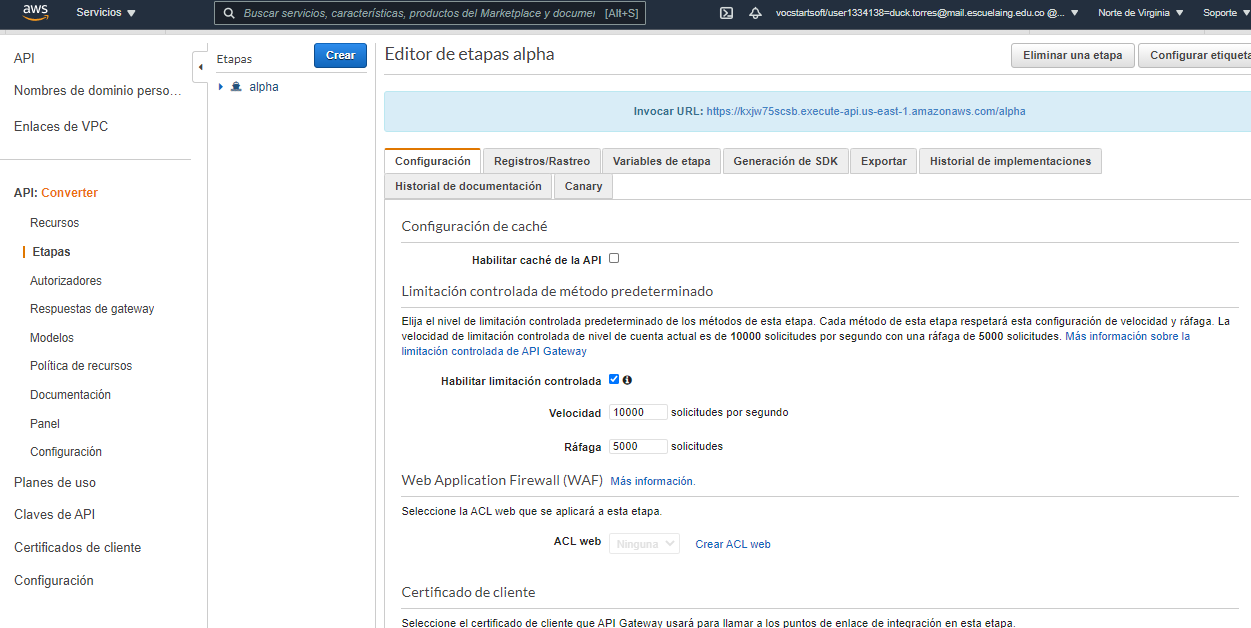 aws Servicios Buscar servicios, características, productos del Marketplace y docume [Alt+S] vocstartsoft/user1334138=duck.torres@mail.escuelaing.edu.co @... Norte de Virginia Soporte
API
Nombres de dominio perso...
Enlaces de VPC
API: Converter
Recursos
Etapas
Autorizadores
Respuestas de gateway
Modelos
Política de recursos
Documentación
Panel
Configuración
Planes de uso
Claves de API
Certificados de cliente
Configuración
Etapas Crear
alpha
Editor de etapas alpha Eliminar una etapa Configurar etiqueta
Invocar URL: https://kxjw75scsb.execute-api.us-east-1.amazonaws.com/alpha
Configuración Registros/Rastreo Variables de etapa Generación de SDK Exportar Historial de implementaciones
Historial de documentación Canary
Configuración de caché
Habilitar caché de la API
Limitación controlada de método predeterminado
Elija el nivel de limitación controlada predeterminado de los métodos de esta etapa. Cada método de esta etapa respetará esta configuración de velocidad y ráfaga. La
velocidad de limitación controlada de nivel de cuenta actual es de 10000 solicitudes por segundo con una ráfaga de 5000 solicitudes. Más información sobre la
limitación controlada de API Gateway
Habilitar limitación controlada
Velocidad 10000 solicitudes por segundo
Ráfaga 5000 solicitudes
Web Application Firewall (WAF) Más información.
Seleccione la ACL web que se aplicará a esta etapa.
ACL web Ninguna Crear ACL web
Certificado de cliente
Seleccione el certificado de cliente que API Gateway usará para llamar a los puntos de enlace de integración en esta etapa.